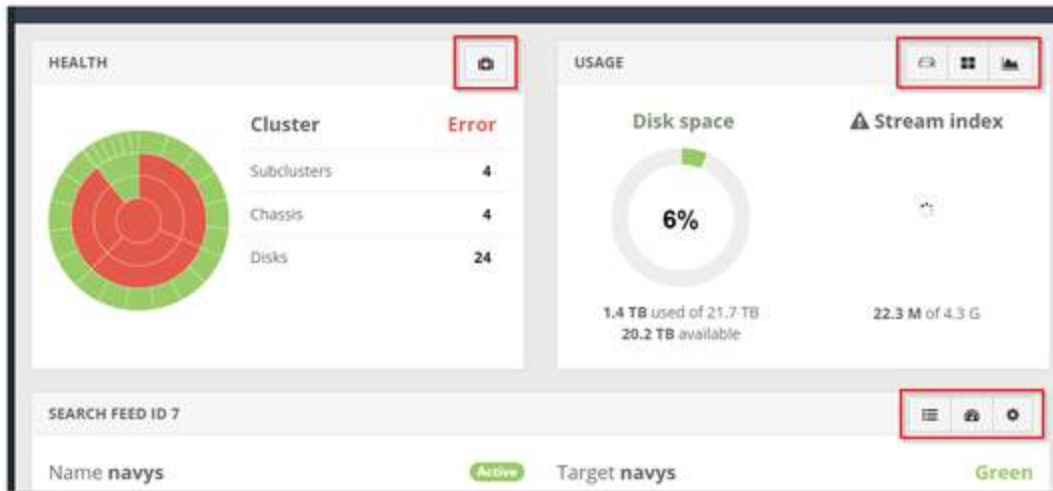 HEALTH
Cluster Error
Subclusters 4
Chassis 4
Disks 24
USAGE
Disk space
Stream index
6%
1.4 TB used of 21.7 TB
20.2 TB available
22.3 M of 4.3 G
SEARCH FEED ID 7
Name navys Active
Target navys Green